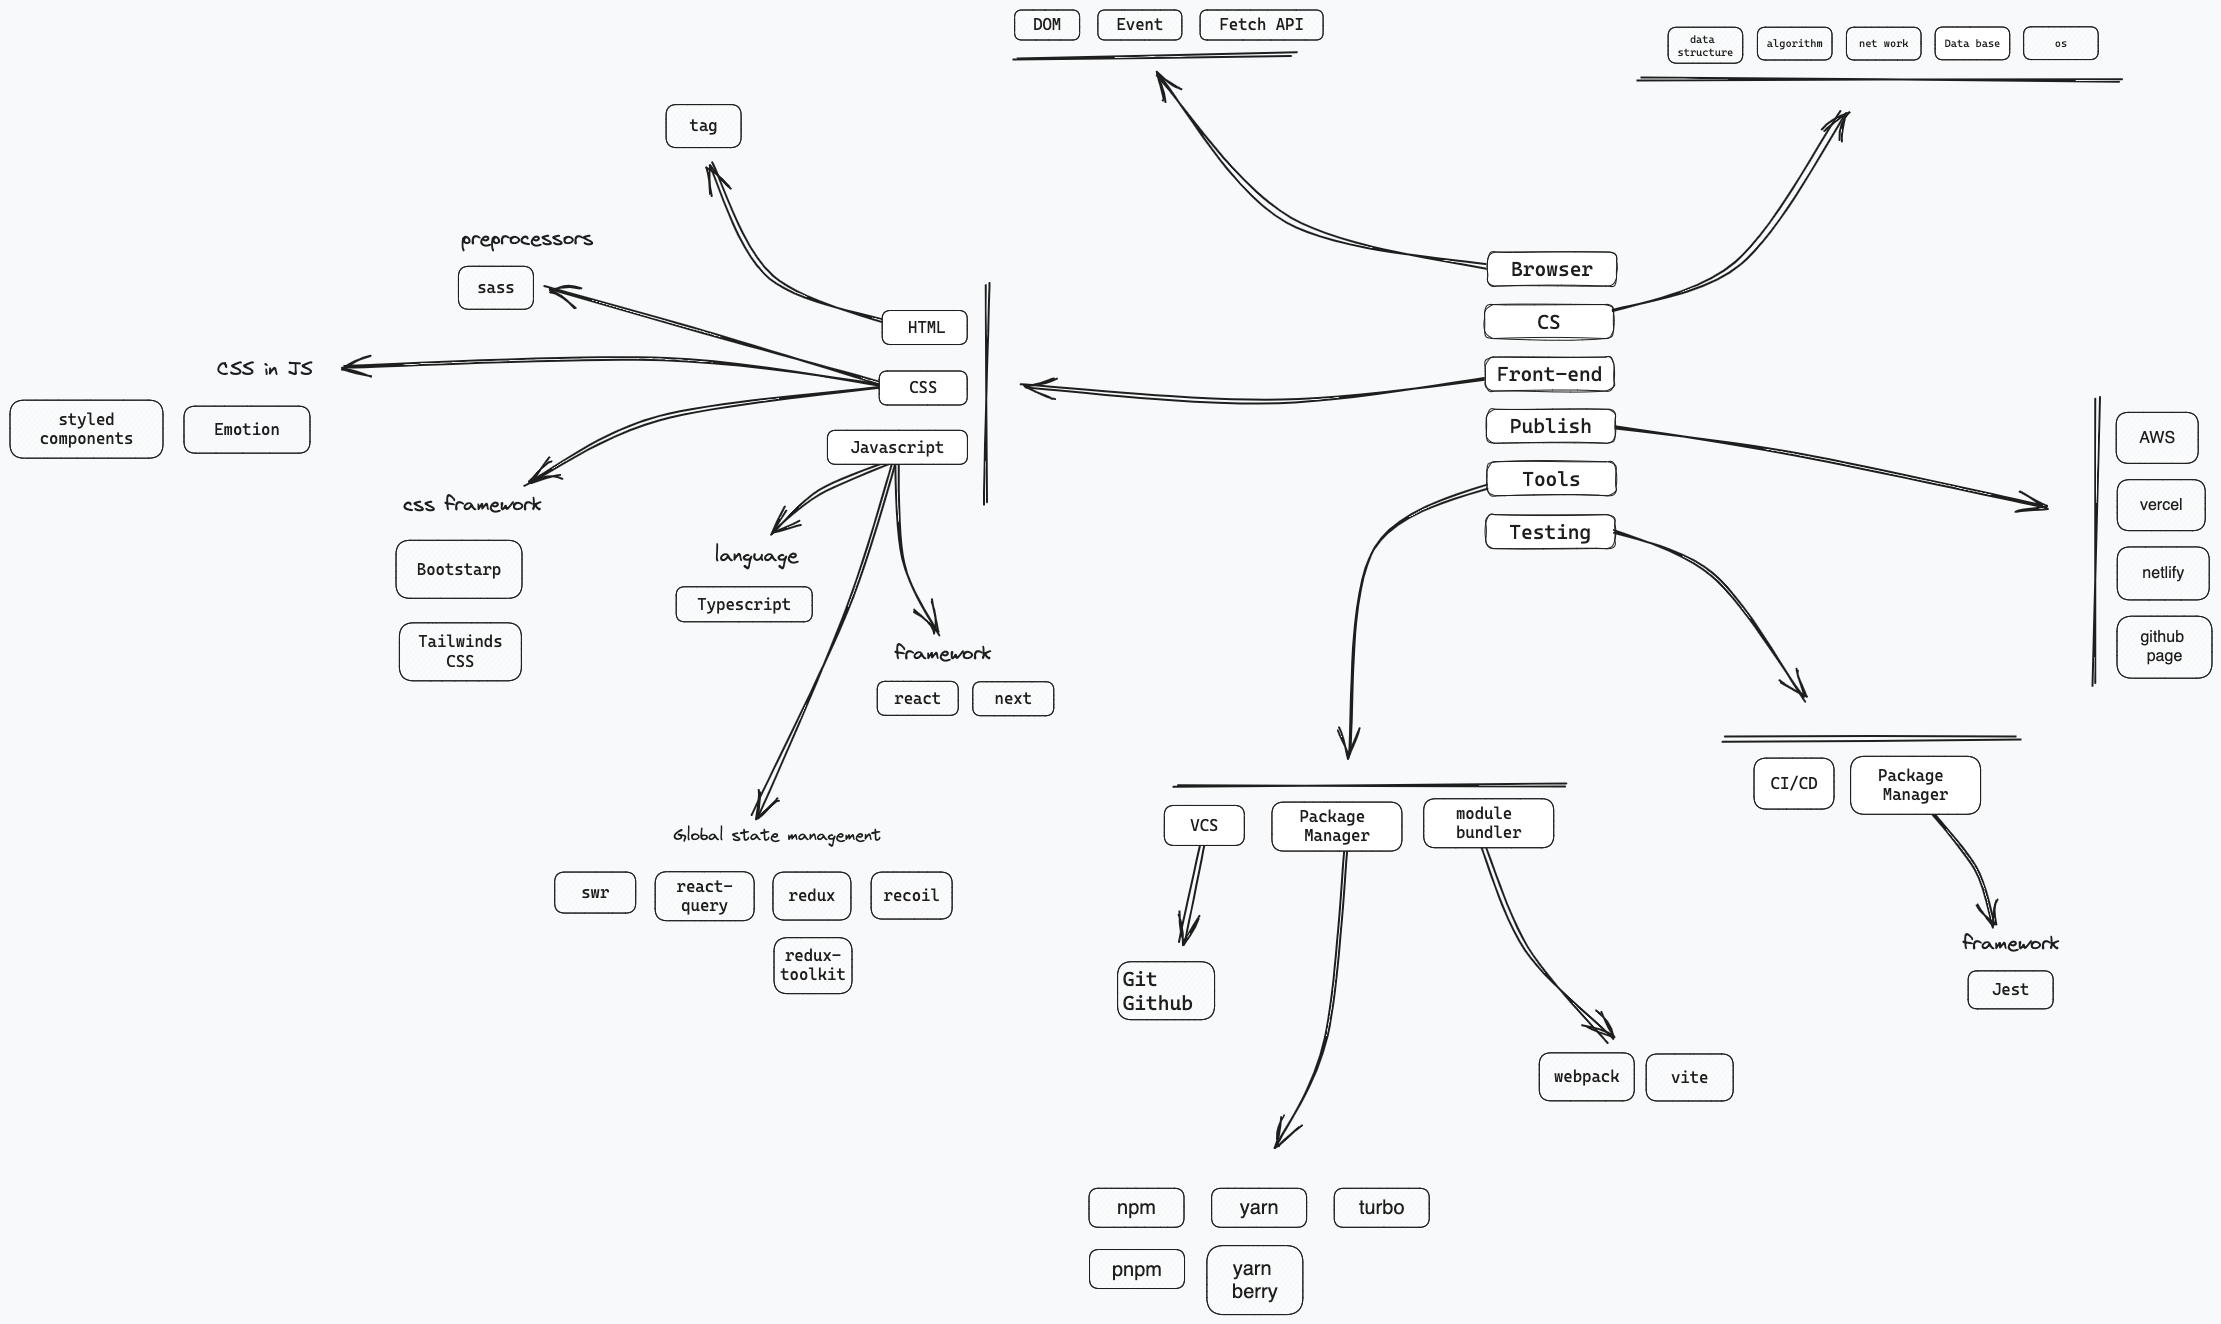 DOM
Event
Fetch API
data
structure
algorithm
net work
Data base
os
tag
preprocessors
sass
HTML
CSS in JS
CSS
styled
components
Emotion
Javascript
css framework
Bootstarp
Tailwinds
CSS
language
Typescript
framework
react
next
Global state management
swr
react-
query
redux
recoil
redux-
toolkit
Browser
CS
Front-end
Publish
Tools
Testing
AWS
vercel
netlify
github
page
CI/CD
Package
Manager
framework
Jest
VCS
Package
Manager
module
bundler
Git
Github
webpack
vite
npm
yarn
turbo
pnpm
yarn
berry